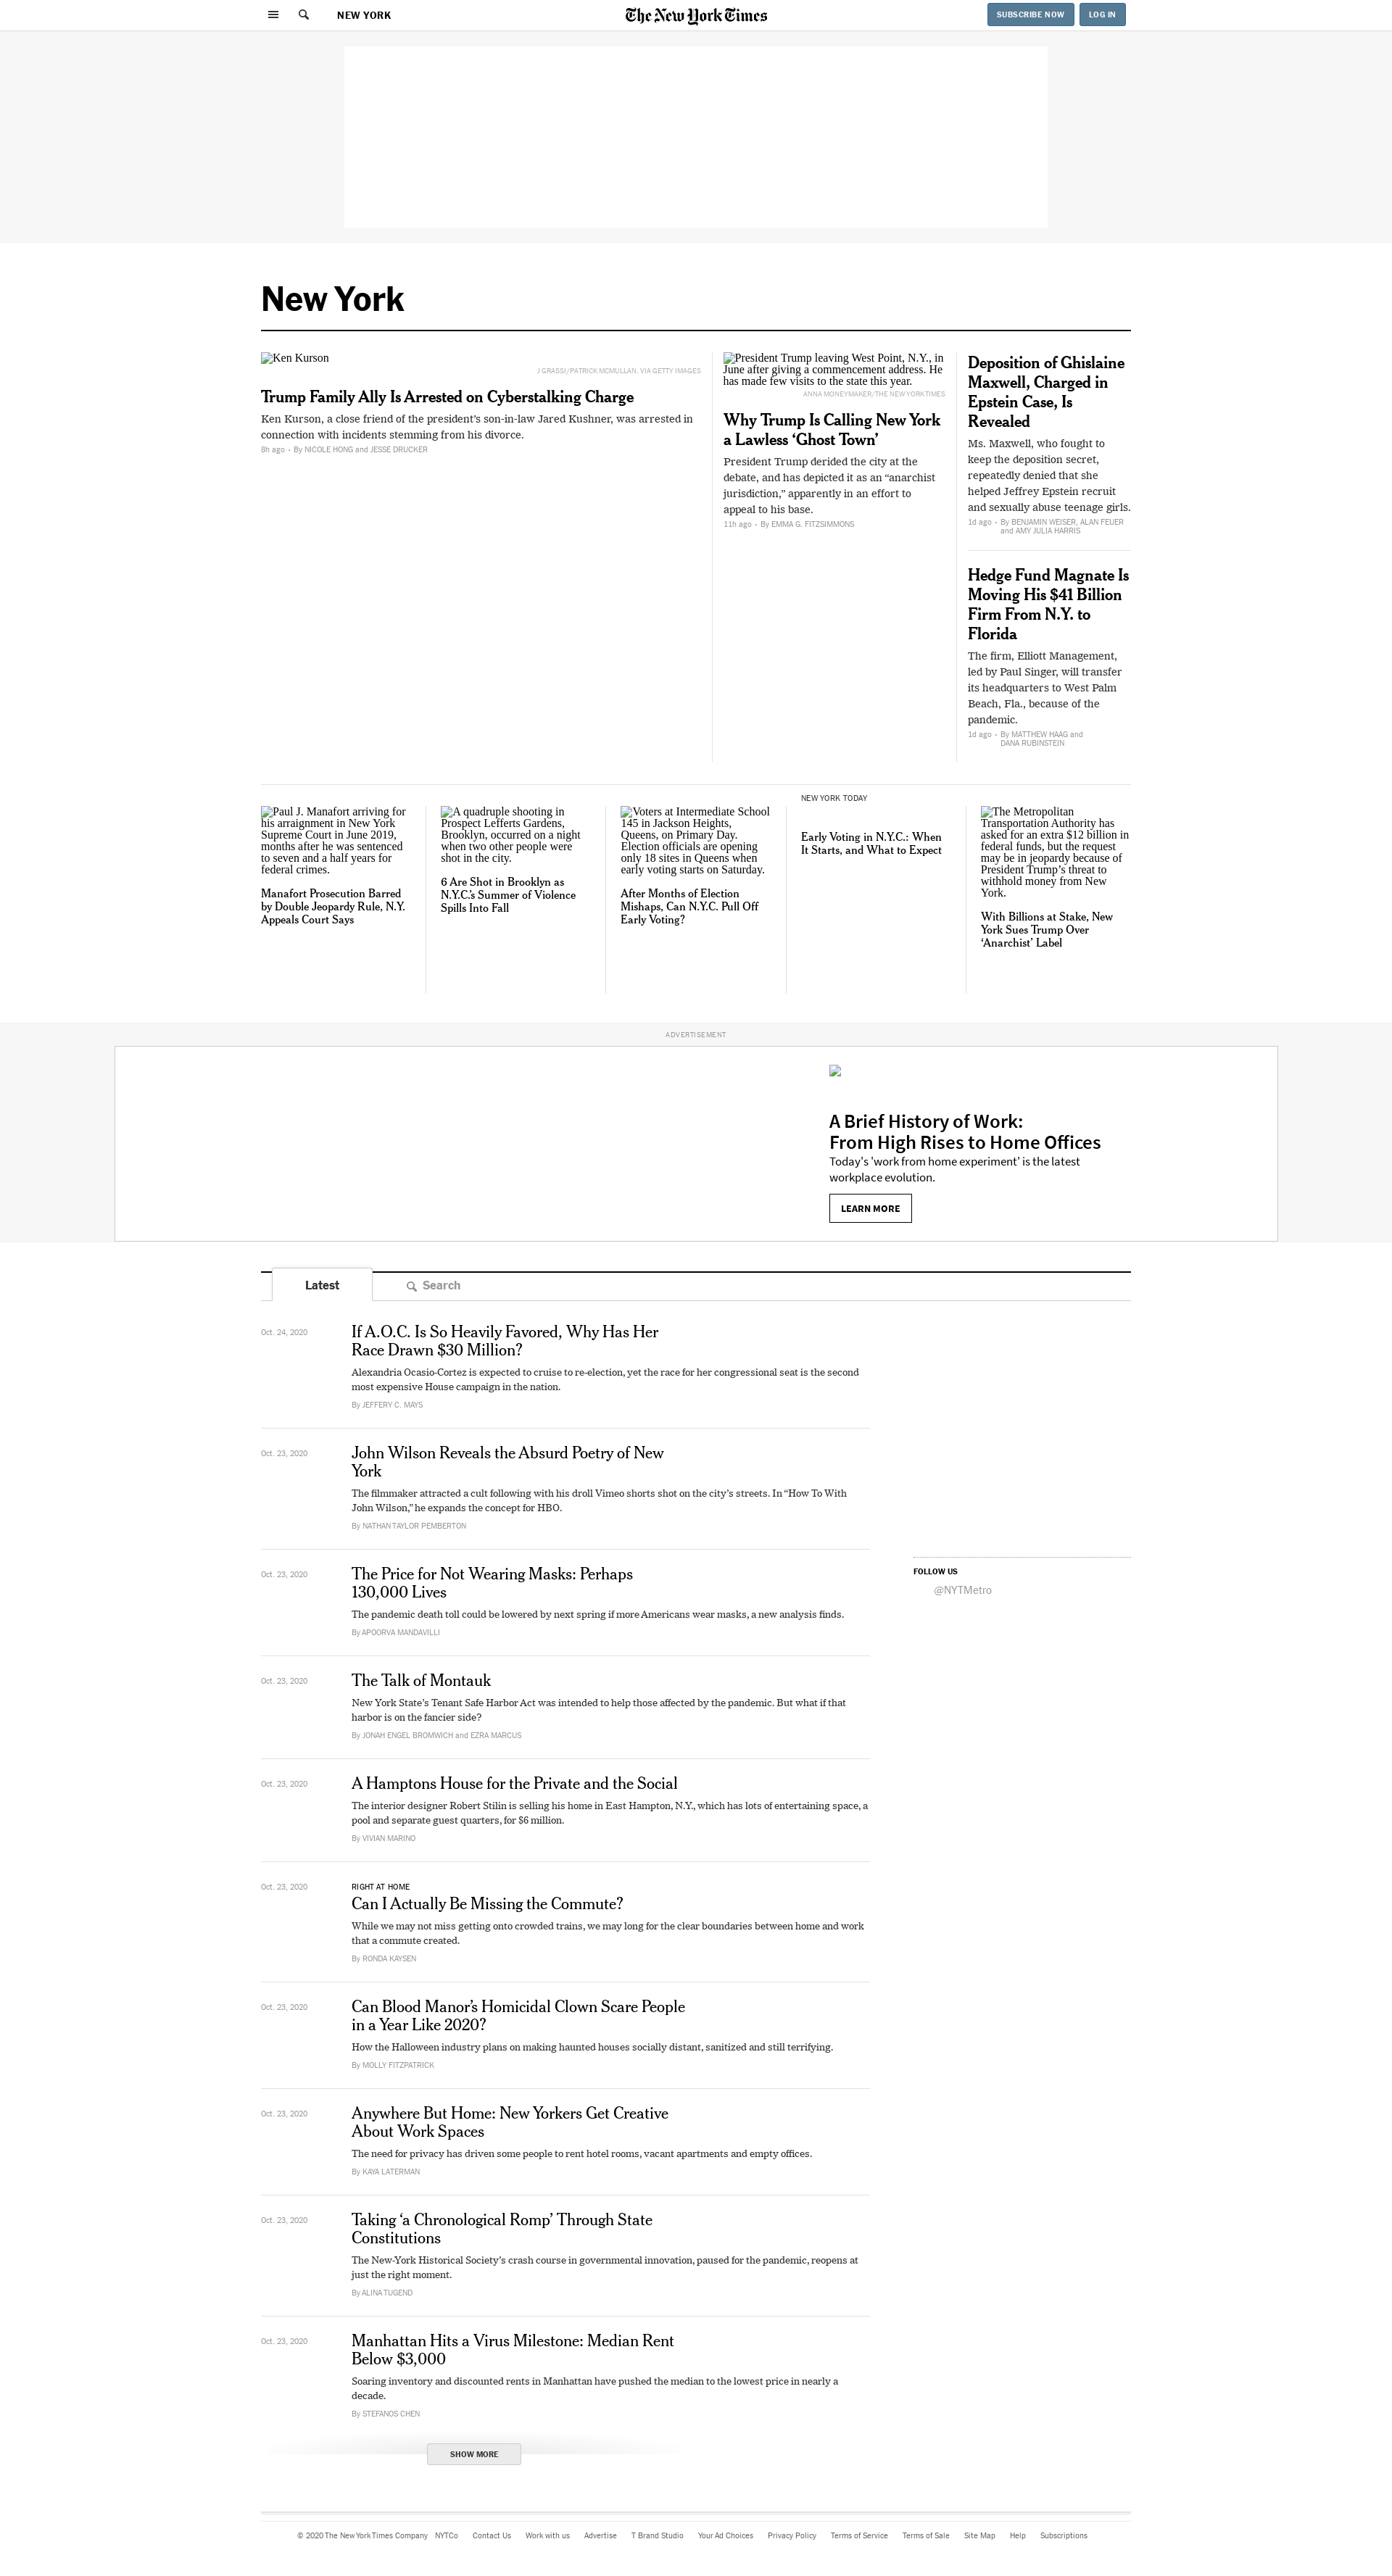 NEW YORK
The New York Times
SUBSCRIBE NOW
LOG IN
New York
Ken Kurson
J GRASSI/PATRICK MCMULLAN, VIA GETTY IMAGES
Trump Family Ally Is Arrested on Cyberstalking Charge
Ken Kurson, a close friend of the president’s son-in-law Jared Kushner, was arrested in
connection with incidents stemming from his divorce.
8h ago • By NICOLE HONG and JESSE DRUCKER
President Trump leaving West Point, N.Y., in
June after giving a commencement address. He
has made few visits to the state this year.
ANNA MONEYMAKER/THE NEW YORK TIMES
Why Trump Is Calling New York
a Lawless ‘Ghost Town’
President Trump derided the city at the
debate, and has depicted it as an “anarchist
jurisdiction,” apparently in an effort to
appeal to his base.
11h ago • By EMMA G. FITZSIMMONS
Deposition of Ghislaine
Maxwell, Charged in
Epstein Case, Is
Revealed
Ms. Maxwell, who fought to
keep the deposition secret,
repeatedly denied that she
helped Jeffrey Epstein recruit
and sexually abuse teenage girls.
1d ago • By BENJAMIN WEISER, ALAN FEUER
and AMY JULIA HARRIS
Hedge Fund Magnate Is
Moving His $41 Billion
Firm From N.Y. to
Florida
The firm, Elliott Management,
led by Paul Singer, will transfer
its headquarters to West Palm
Beach, Fla., because of the
pandemic.
1d ago • By MATTHEW HAAG and
DANA RUBINSTEIN
Paul J. Manafort arriving for
his arraignment in New York
Supreme Court in June 2019,
months after he was sentenced
to seven and a half years for
federal crimes.
Manafort Prosecution Barred
by Double Jeopardy Rule, N.Y.
Appeals Court Says
A quadruple shooting in
Prospect Lefferts Gardens,
Brooklyn, occurred on a night
when two other people were
shot in the city.
6 Are Shot in Brooklyn as
N.Y.C.’s Summer of Violence
Spills Into Fall
Voters at Intermediate School
145 in Jackson Heights,
Queens, on Primary Day.
Election officials are opening
only 18 sites in Queens when
early voting starts on Saturday.
After Months of Election
Mishaps, Can N.Y.C. Pull Off
Early Voting?
NEW YORK TODAY
Early Voting in N.Y.C.: When
It Starts, and What to Expect
The Metropolitan
Transportation Authority has
asked for an extra $12 billion in
federal funds, but the request
may be in jeopardy because of
President Trump’s threat to
withhold money from New
York.
With Billions at Stake, New
York Sues Trump Over
‘Anarchist’ Label
ADVERTISEMENT
A Brief History of Work:
From High Rises to Home Offices
Today's 'work from home experiment' is the latest
workplace evolution.
LEARN MORE
Latest
Search
Oct. 24, 2020
If A.O.C. Is So Heavily Favored, Why Has Her
Race Drawn $30 Million?
Alexandria Ocasio-Cortez is expected to cruise to re-election, yet the race for her congressional seat is the second
most expensive House campaign in the nation.
By JEFFERY C. MAYS
Oct. 23, 2020
John Wilson Reveals the Absurd Poetry of New
York
The filmmaker attracted a cult following with his droll Vimeo shorts shot on the city’s streets. In “How To With
John Wilson,” he expands the concept for HBO.
By NATHAN TAYLOR PEMBERTON
Oct. 23, 2020
The Price for Not Wearing Masks: Perhaps
130,000 Lives
The pandemic death toll could be lowered by next spring if more Americans wear masks, a new analysis finds.
By APOORVA MANDAVILLI
FOLLOW US
@NYTMetro
Oct. 23, 2020
The Talk of Montauk
New York State’s Tenant Safe Harbor Act was intended to help those affected by the pandemic. But what if that
harbor is on the fancier side?
By JONAH ENGEL BROMWICH and EZRA MARCUS
Oct. 23, 2020
A Hamptons House for the Private and the Social
The interior designer Robert Stilin is selling his home in East Hampton, N.Y., which has lots of entertaining space, a
pool and separate guest quarters, for $6 million.
By VIVIAN MARINO
Oct. 23, 2020
RIGHT AT HOME
Can I Actually Be Missing the Commute?
While we may not miss getting onto crowded trains, we may long for the clear boundaries between home and work
that a commute created.
By RONDA KAYSEN
Oct. 23, 2020
Can Blood Manor’s Homicidal Clown Scare People
in a Year Like 2020?
How the Halloween industry plans on making haunted houses socially distant, sanitized and still terrifying.
By MOLLY FITZPATRICK
Oct. 23, 2020
Anywhere But Home: New Yorkers Get Creative
About Work Spaces
The need for privacy has driven some people to rent hotel rooms, vacant apartments and empty offices.
By KAYA LATERMAN
Oct. 23, 2020
Taking ‘a Chronological Romp’ Through State
Constitutions
The New-York Historical Society’s crash course in governmental innovation, paused for the pandemic, reopens at
just the right moment.
By ALINA TUGEND
Oct. 23, 2020
Manhattan Hits a Virus Milestone: Median Rent
Below $3,000
Soaring inventory and discounted rents in Manhattan have pushed the median to the lowest price in nearly a
decade.
By STEFANOS CHEN
SHOW MORE
© 2020 The New York Times Company NYTCo Contact Us Work with us Advertise T Brand Studio Your Ad Choices Privacy Policy Terms of Service Terms of Sale Site Map Help Subscriptions